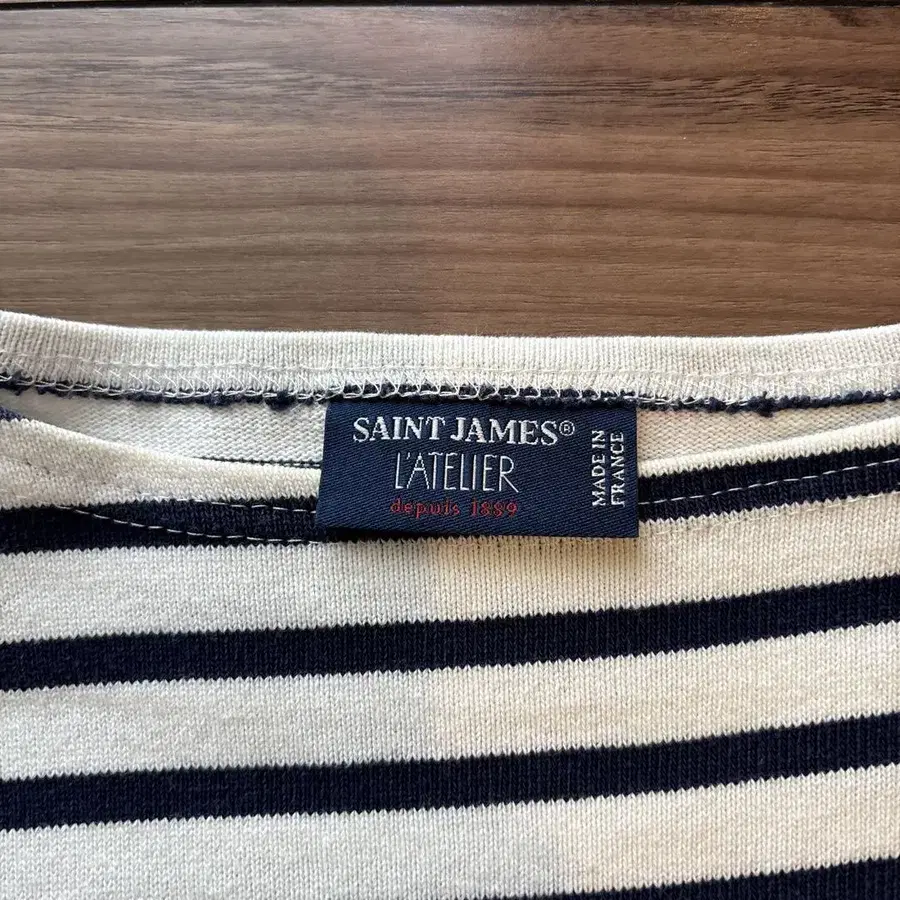 SAINT JAMES®
L'ATELIER
depuis 1889
MADE IN
FRANCE